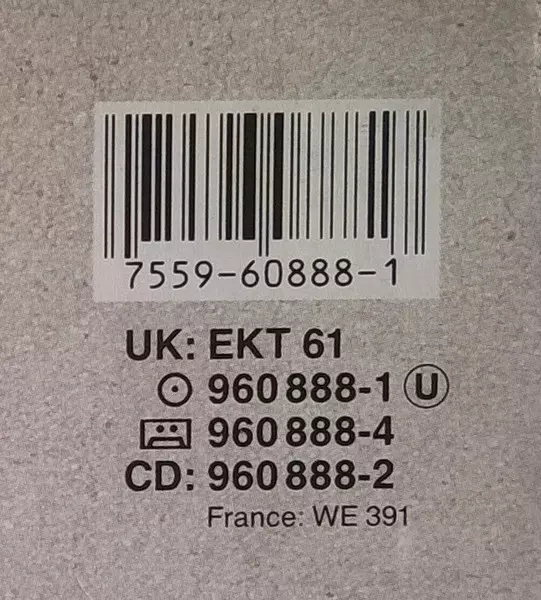 7559-60888-1
UK: EKT 61
960 888-1 Ⓤ
960 888-4
CD: 960 888-2
France: WE 391